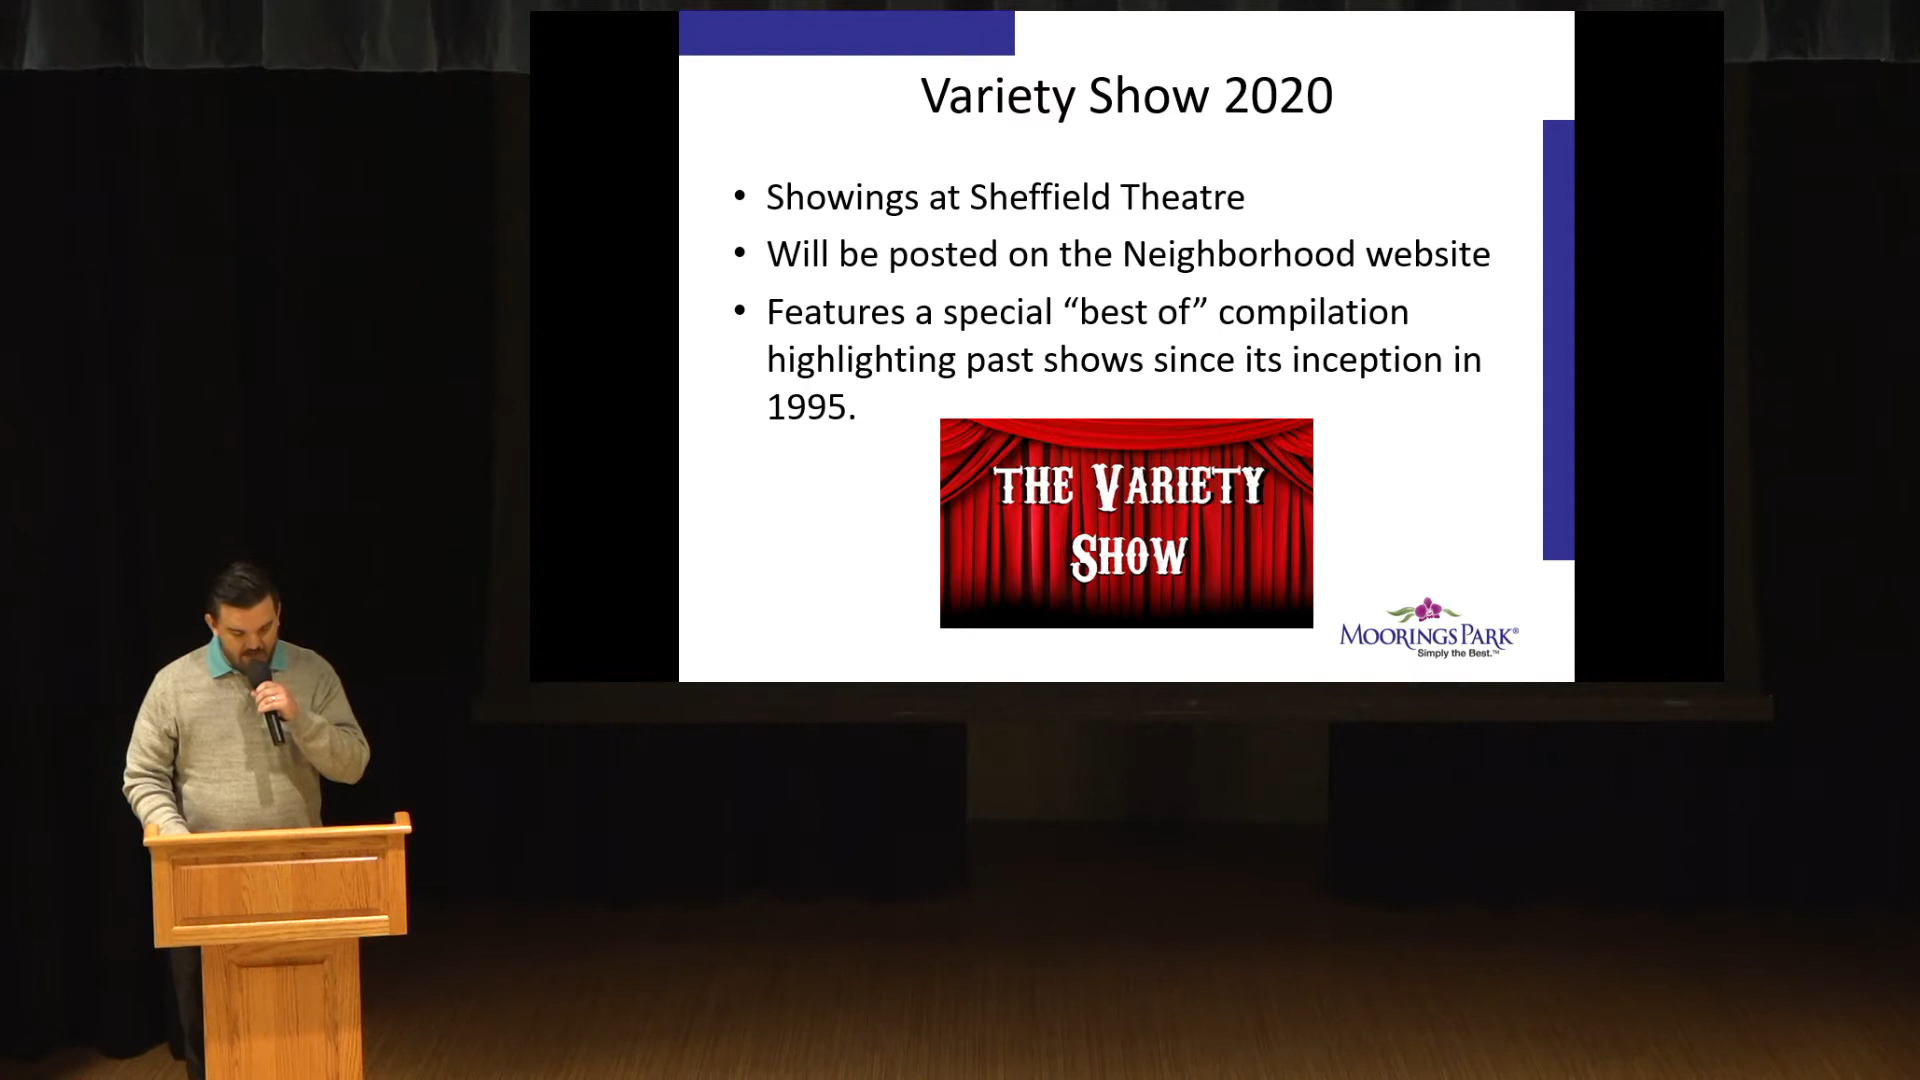 Variety Show 2020
• Showings at Sheffield Theatre
• Will be posted on the Neighborhood website
• Features a special “best of” compilation
highlighting past shows since its inception in
1995.
THE VARIETY
SHOW
MOORINGS PARK®
Simply the Best.™